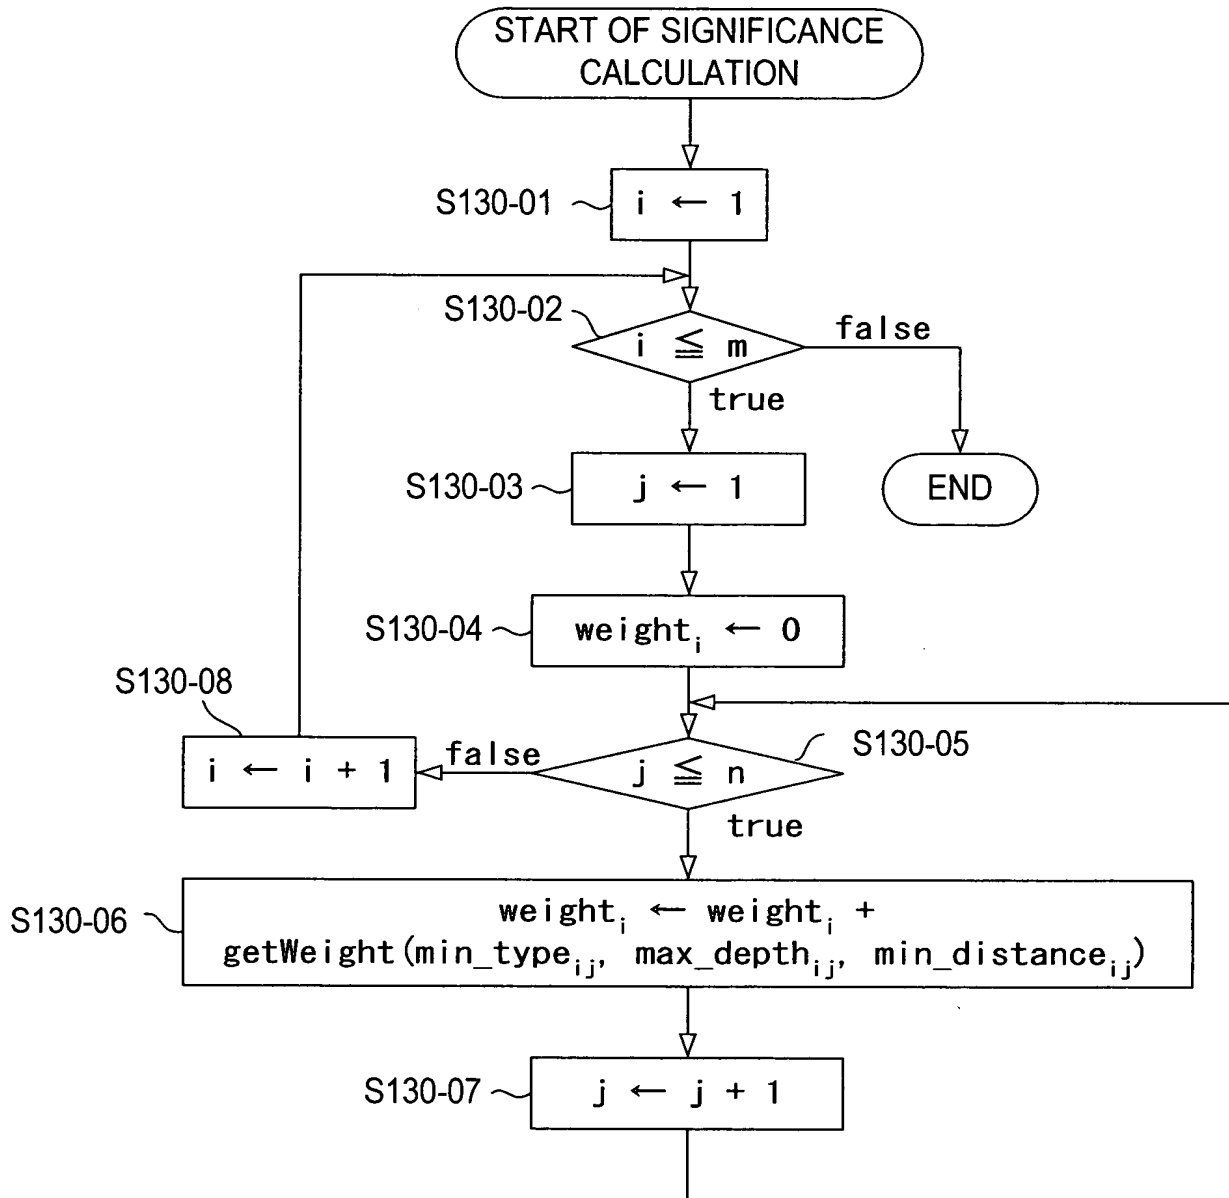 START OF SIGNIFICANCE
CALCULATION
S130-01
i ← 1
S130-02
i ≦ m
false
true
S130-03
j ← 1
END
S130-04
weight_i ← 0
S130-08
i ← i + 1
false
j ≦ n
S130-05
true
S130-06
weight_i ← weight_i +
getWeight(min_type_ij, max_depth_ij, min_distance_ij)
S130-07
j ← j + 1